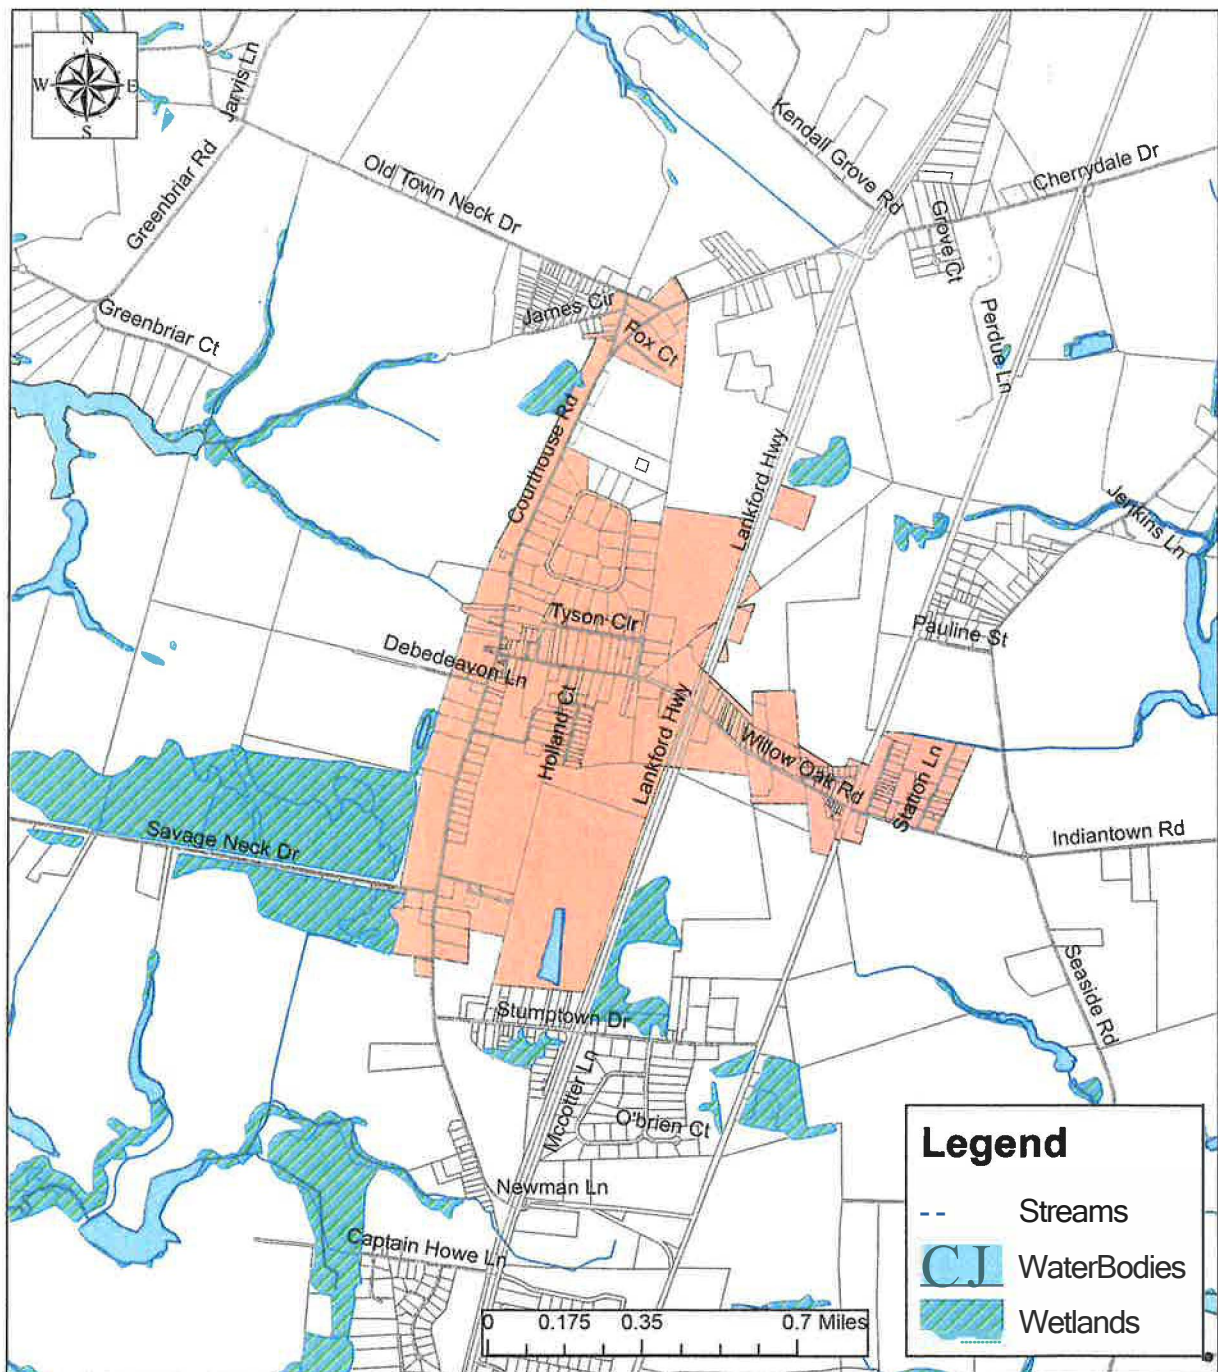 N
W E
S
Jarvis Ln
Greenbriar Rd
Old Town Neck Dr
Kendall Grove Rd
Cherrydale Dr
Grove Ct
Perdue Ln
James Cir
Fox Ct
Greenbriar Ct
Courthouse Rd
Lankford Hwy
Jenkins Ln
Tyson Cir
Pauline St
Debedeavon Ln
Holland Ct
Lankford Hwy
Willow Oak Rd
Station Ln
Indiantown Rd
Savage Neck Dr
Seaside Rd
Stumptown Dr
Mccotter Ln
O'brien Ct
Newman Ln
Captain Howe Ln
Legend
Streams
CJ WaterBodies
Wetlands
0 0.175 0.35 0.7 Miles